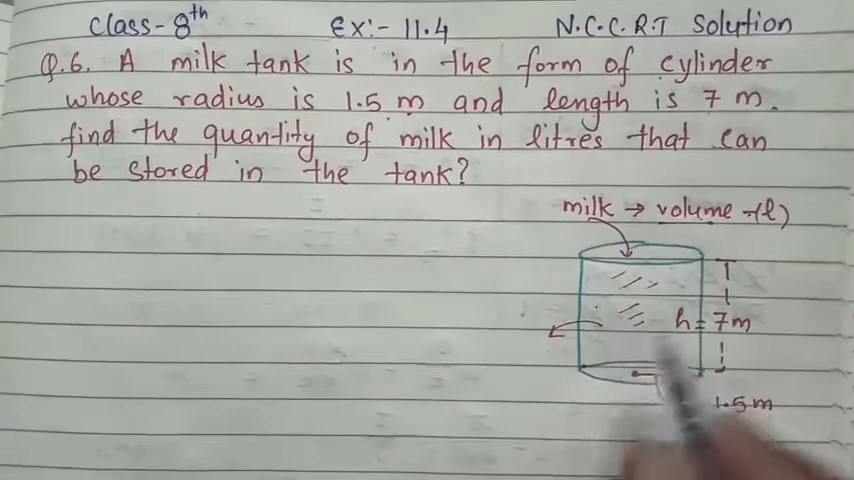 Class-8th Ex:- 11.4 N.C.C.R.T Solution
Q.6. A milk tank is in the form of cylinder
whose radius is 1.5 m and length is 7 m.
find the quantity of milk in litres that can
be stored in the tank?
milk → volume -(l)
h = 7m
1.5m